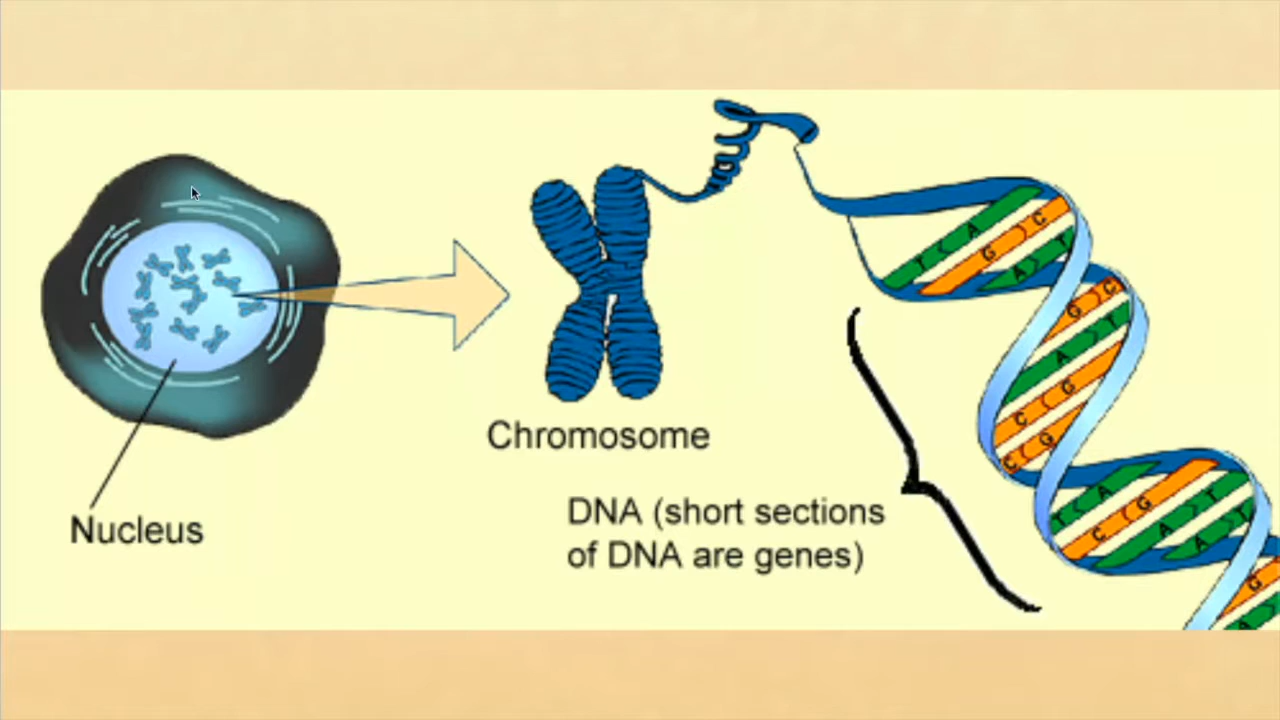 Nucleus
Chromosome
DNA (short sections
of DNA are genes)
T A
G C
A T
G C
A T
C G
C G
T A
C G
A T
A T
G
A